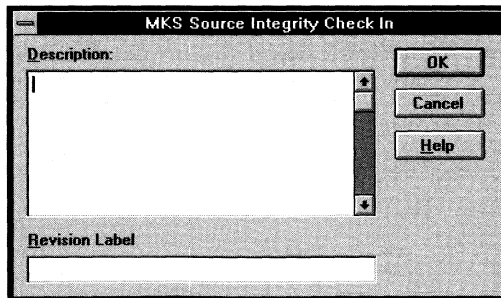 MKS Source Integrity Check In
Description:
OK
Cancel
Help
Revision Label